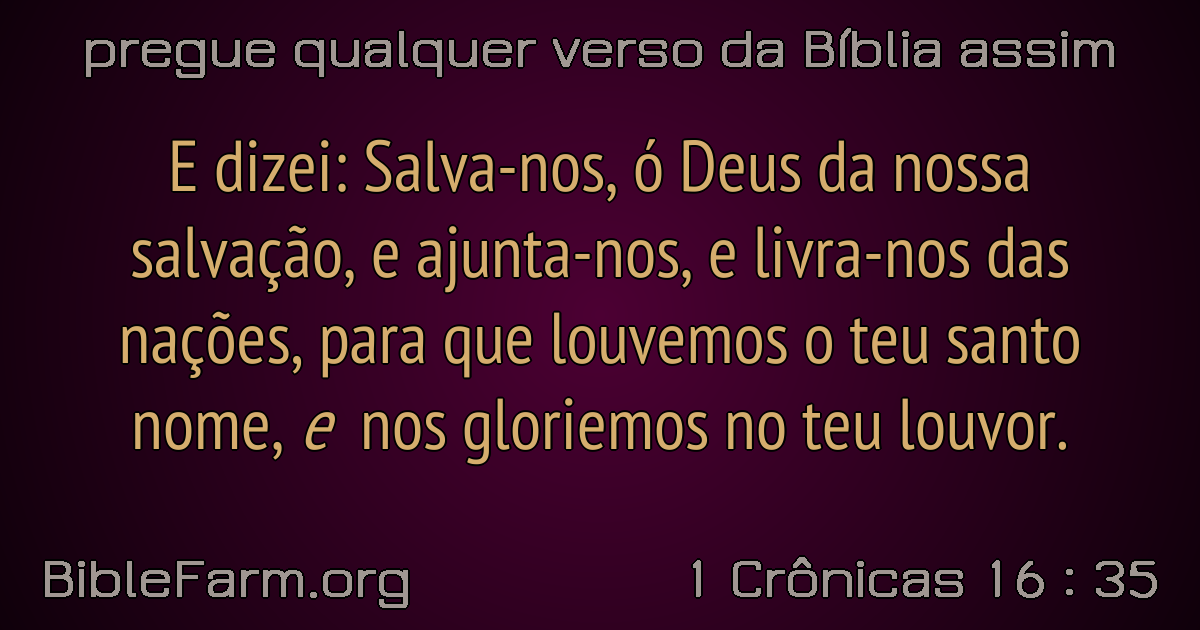 pregue qualquer verso da Bíblia assim
E dizei: Salva-nos, ó Deus da nossa
salvação, e ajunta-nos, e livra-nos das
nações, para que louvemos o teu santo
nome, e nos gloriemos no teu louvor.
BibleFarm.org
1 Crônicas 16 : 35